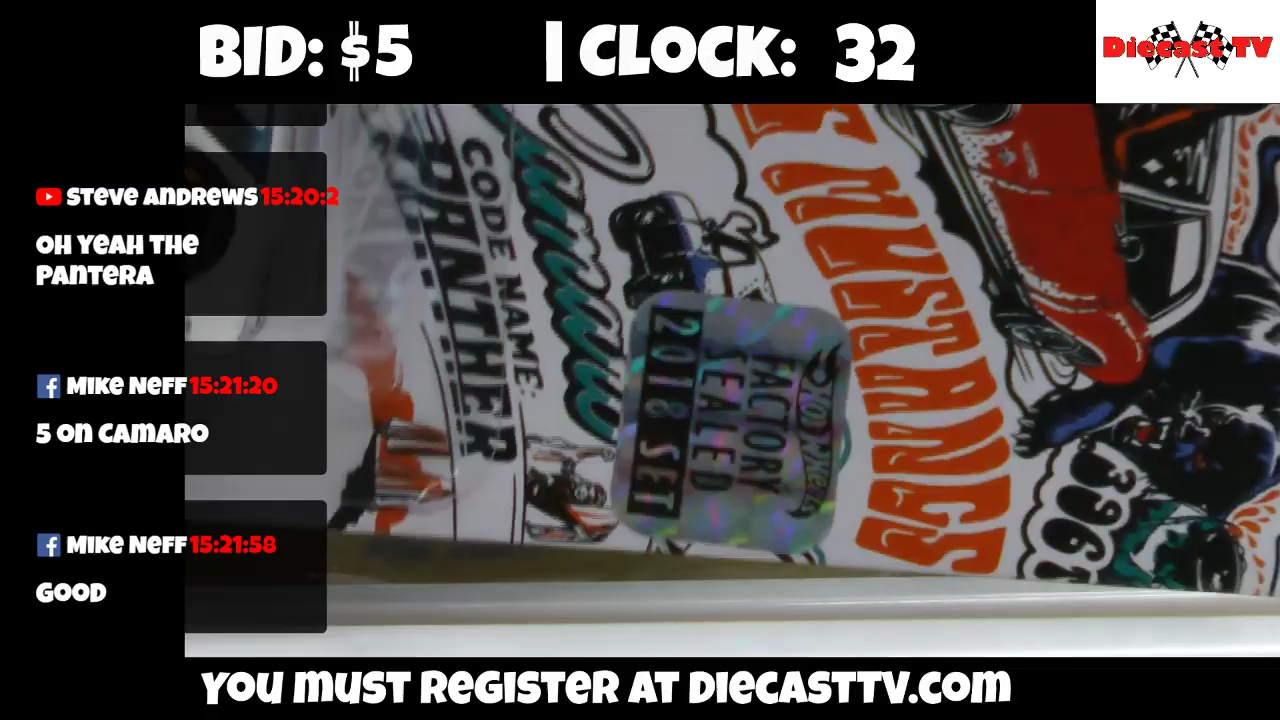 BID: $5 | CLOCK: 32
Diecast TV
Steve Andrews 15:20:2
OH YEAH THE
PANTERA
Mike Neff 15:21:20
5 ON CAMARO
Mike Neff 15:21:58
GOOD
CODE NAME:
PANTHER
MUSTANGS
HOT WHEELS
FACTORY
SEALED
2018 SET
YOU MUST REGISTER AT DIECASTTV.COM